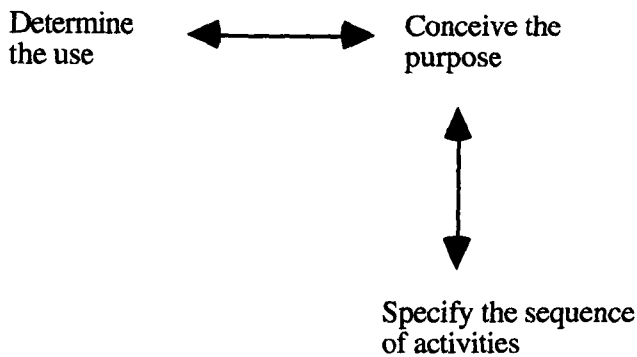 Determine
the use
Conceive the
purpose
Specify the sequence
of activities